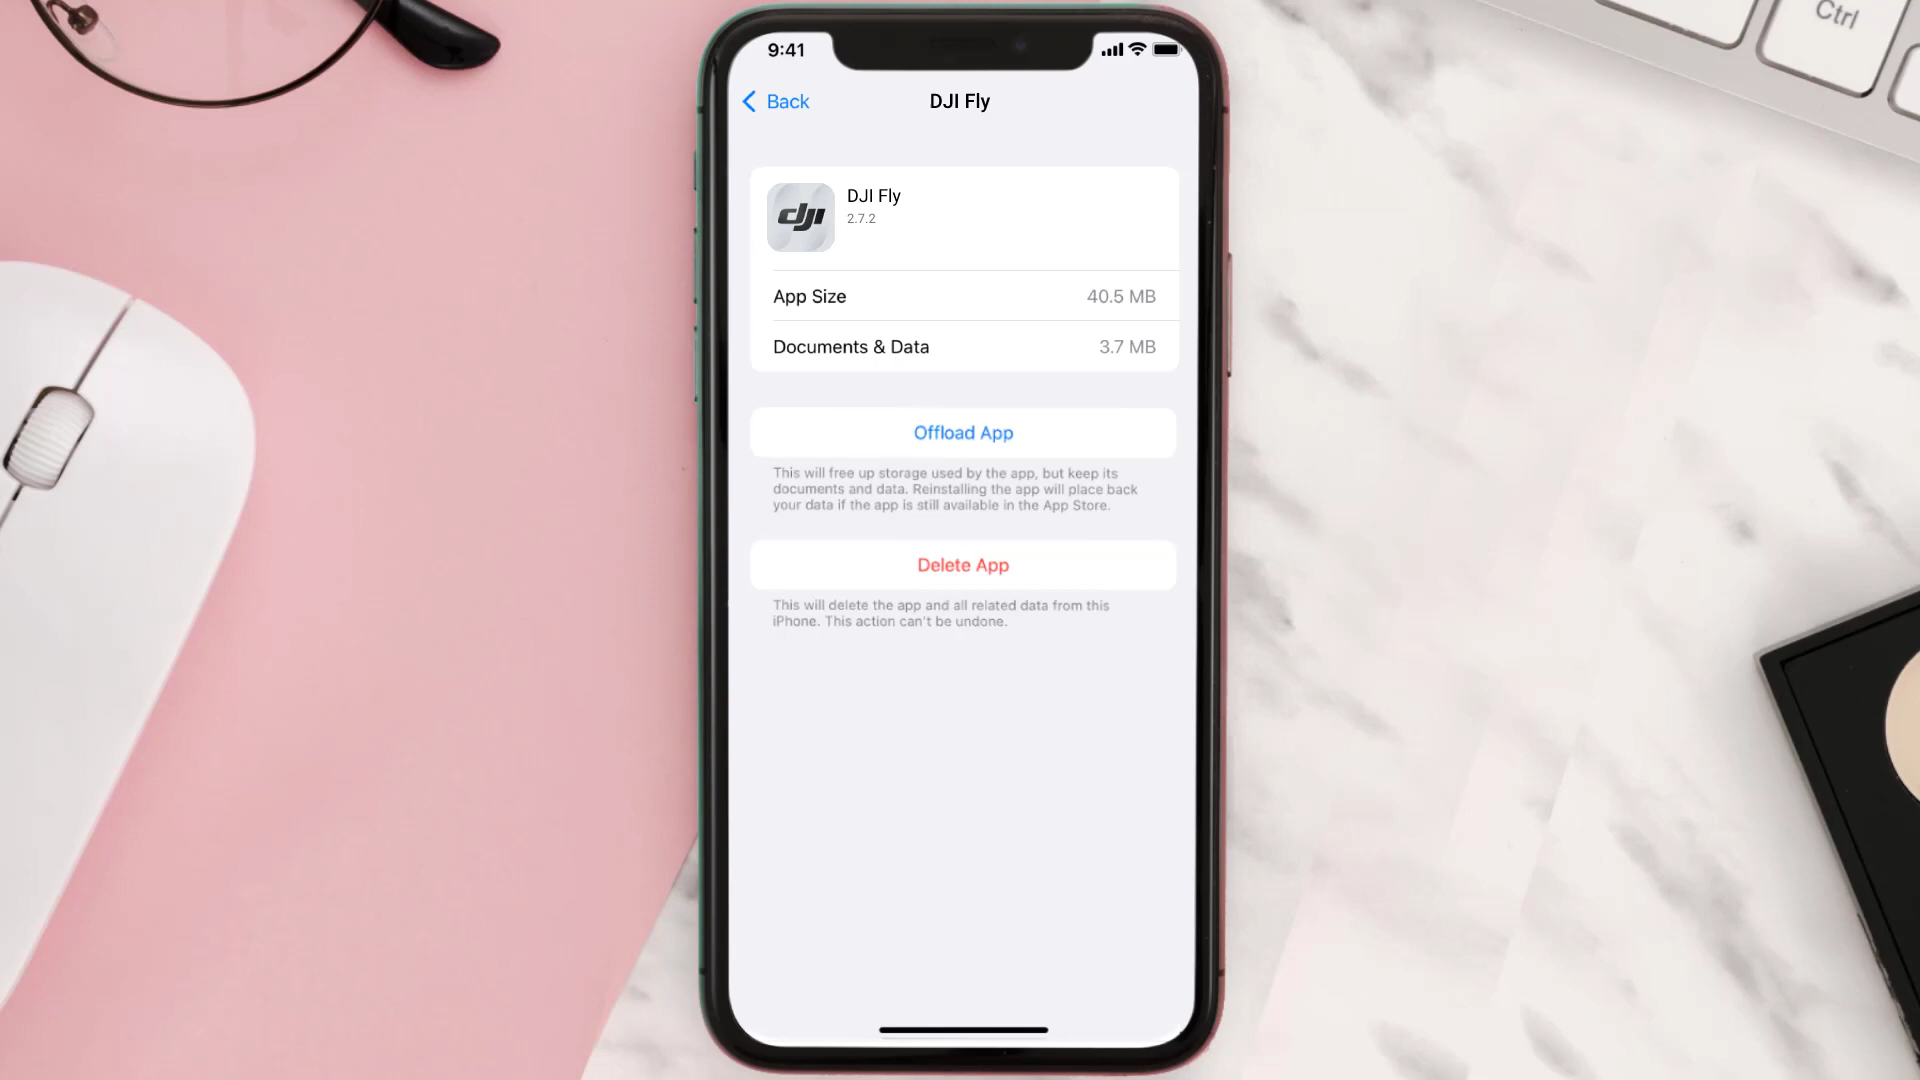 Ctrl
9:41
Back
DJI Fly
dji
DJI Fly
2.7.2
App Size 40.5 MB
Documents & Data 3.7 MB
Offload App
This will free up storage used by the app, but keep its
documents and data. Reinstalling the app will place back
your data if the app is still available in the App Store.
Delete App
This will delete the app and all related data from this
iPhone. This action can't be undone.